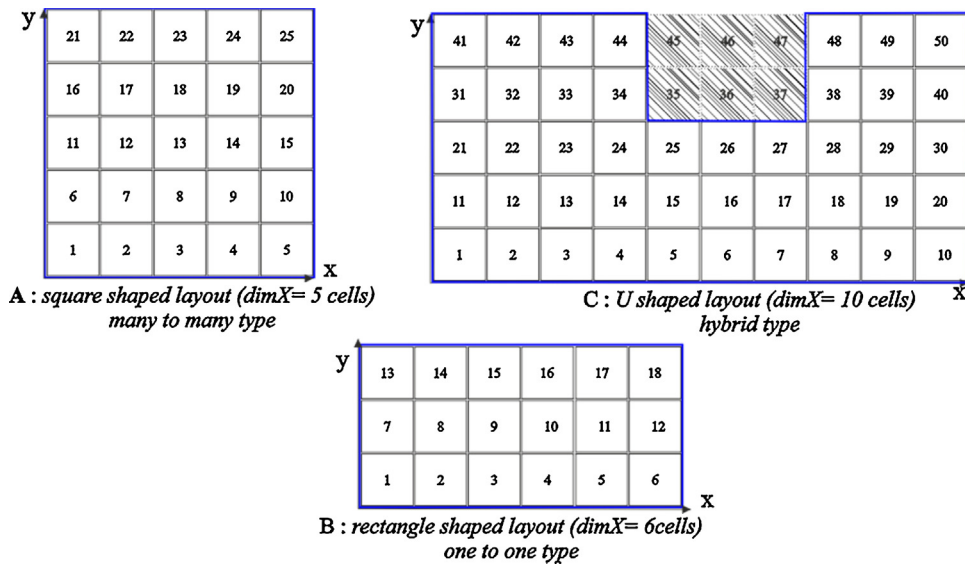 y
21 22 23 24 25
16 17 18 19 20
11 12 13 14 15
6 7 8 9 10
1 2 3 4 5
x
A : square shaped layout (dimX= 5 cells)
many to many type
y
41 42 43 44 45 46 47 48 49 50
31 32 33 34 35 36 37 38 39 40
21 22 23 24 25 26 27 28 29 30
11 12 13 14 15 16 17 18 19 20
1 2 3 4 5 6 7 8 9 10
x
C : U shaped layout (dimX= 10 cells)
hybrid type
y
13 14 15 16 17 18
7 8 9 10 11 12
1 2 3 4 5 6
x
B : rectangle shaped layout (dimX= 6cells)
one to one type